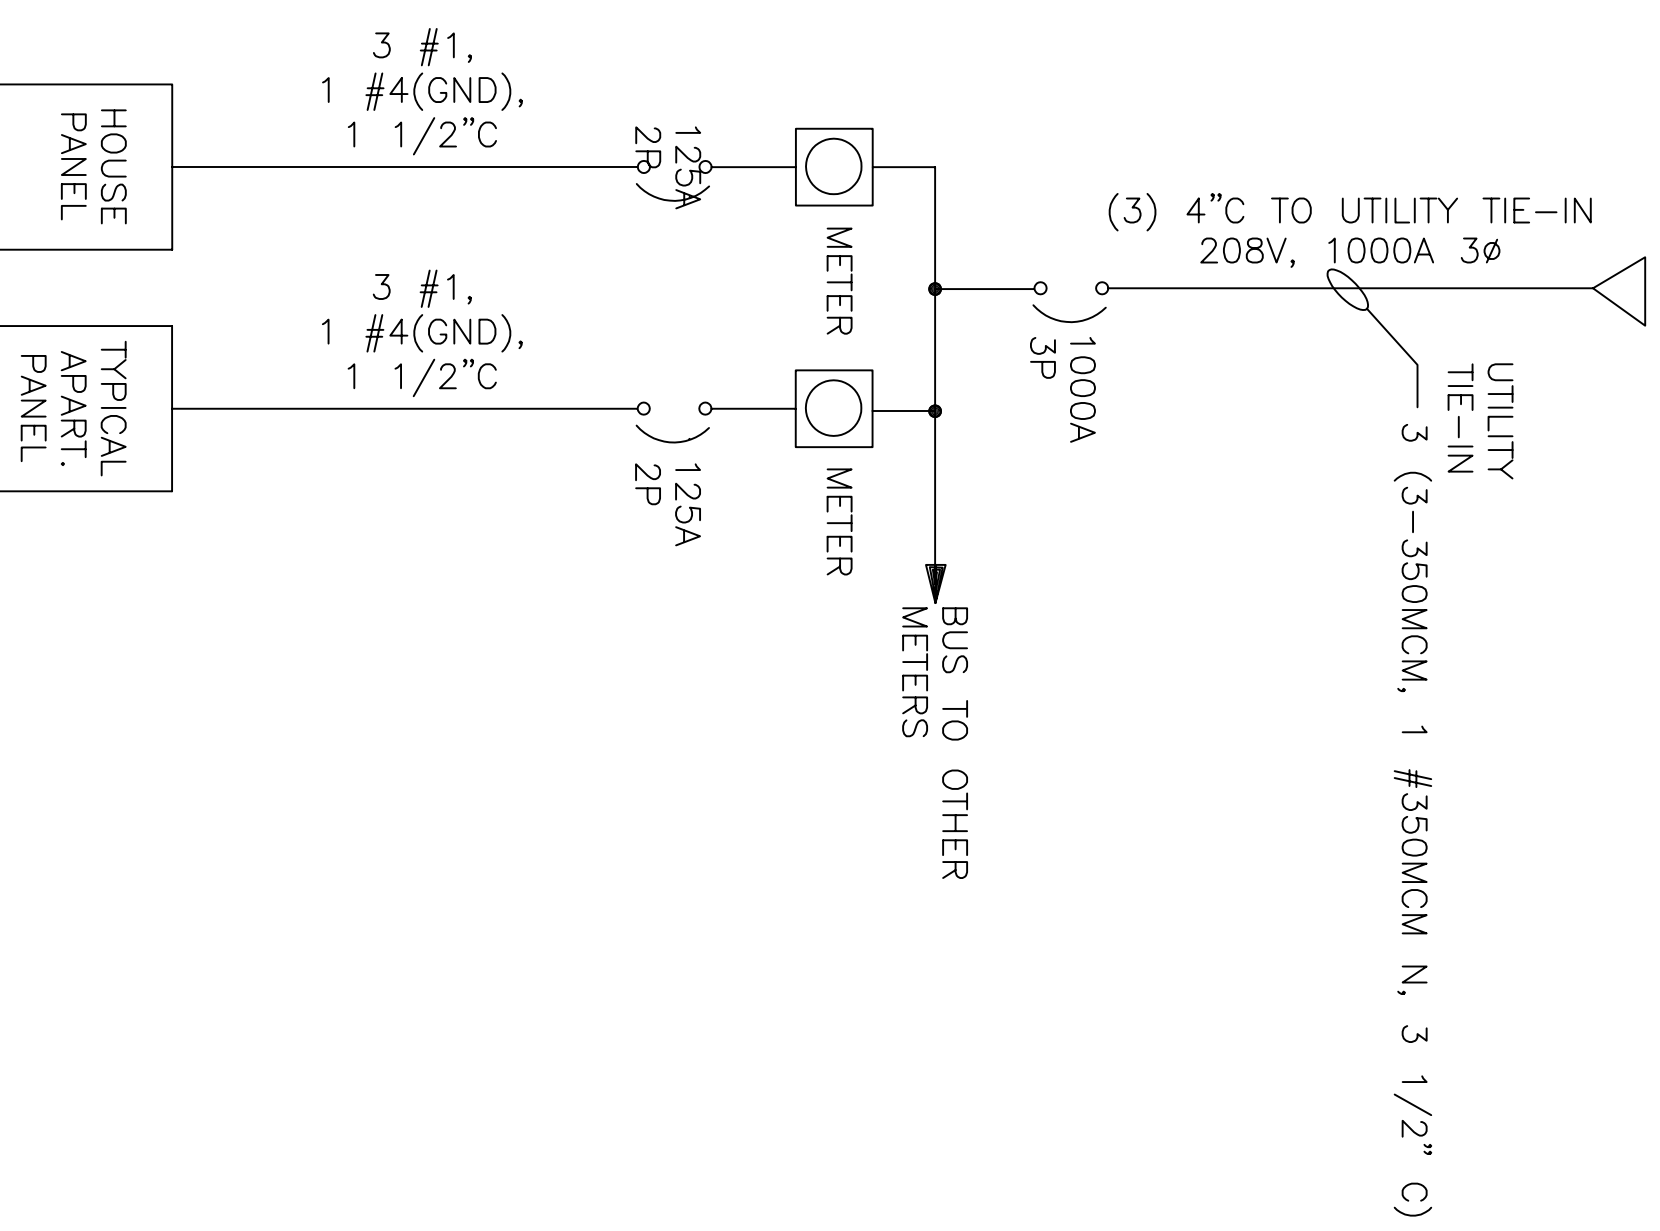 3 #1,
1 #4(GND),
1 1/2"C
HOUSE
PANEL
125A
2P
METER
(3) 4"C TO UTILITY TIE-IN
208V, 1000A 3ø
1000A
3P
UTILITY
TIE-IN
3 (3-350MCM, 1 #350MCM N, 3 1/2" C)
3 #1,
1 #4(GND),
1 1/2"C
TYPICAL
APART.
PANEL
125A
2P
METER
BUS TO OTHER
METERS